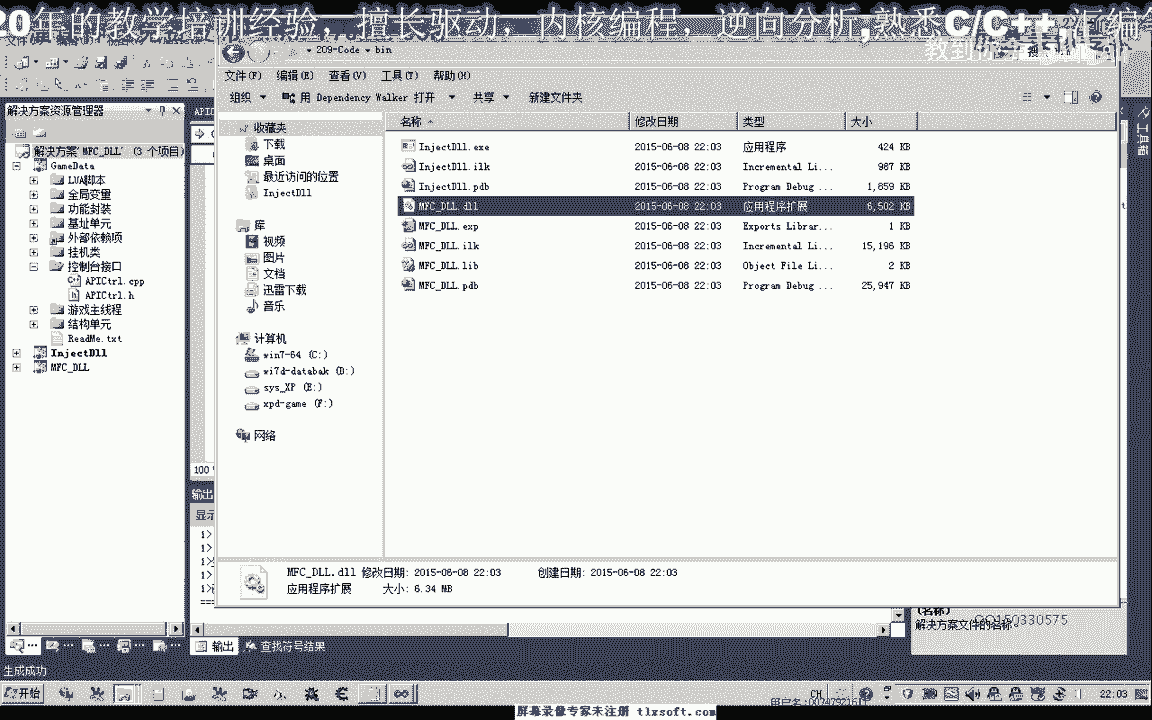 20年的教学培训经验，擅长驱动，内核编程，逆向分析,熟悉C/C++,汇编
教到你
209-Code bin
文件(F) 编辑(E) 查看(V) 工具(T) 帮助(H)
组织 用 Dependency Walker 打开 共享 新建文件夹
解决方案资源管理器
解决方案'MFC_DLL' (3 个项目)
GameData
LUA脚本
全局变量
功能封装
基址单元
外部依赖项
挂机类
控制台接口
APICtrl.cpp
APICtrl.h
游戏主线程
结构单元
ReadMe.txt
InjectDll
MFC_DLL
收藏夹
下载
桌面
最近访问的位置
InjectDll
库
视频
图片
文档
迅雷下载
音乐
计算机
win7-64 (C:)
wi7d-databak (D:)
sys_XP (E:)
xpd-game (F:)
网络
名称 修改日期 类型 大小
InjectDll.exe 2015-06-08 22:03 应用程序 424 KB
InjectDll.ilk 2015-06-08 22:03 Incremental Li... 987 KB
InjectDll.pdb 2015-06-08 22:03 Program Debug ... 1,859 KB
MFC_DLL.dll 2015-06-08 22:03 应用程序扩展 6,502 KB
MFC_DLL.exp 2015-06-08 22:03 Exports Librar... 1 KB
MFC_DLL.ilk 2015-06-08 22:03 Incremental Li... 15,196 KB
MFC_DLL.lib 2015-06-08 22:03 Object File Li... 2 KB
MFC_DLL.pdb 2015-06-08 22:03 Program Debug ... 25,947 KB
MFC_DLL.dll 修改日期: 2015-06-08 22:03 创建日期: 2015-06-08 22:03
应用程序扩展 大小: 6.34 MB
工具箱
100
输出
显示
1>
1>
1>
1>
1>
(名称)
解决方案文件的名称。
QQ150330575
输出 查找符号结果
生成成功
开始 CH 22:03
屏幕录像专家未注册 tlxsoft.com